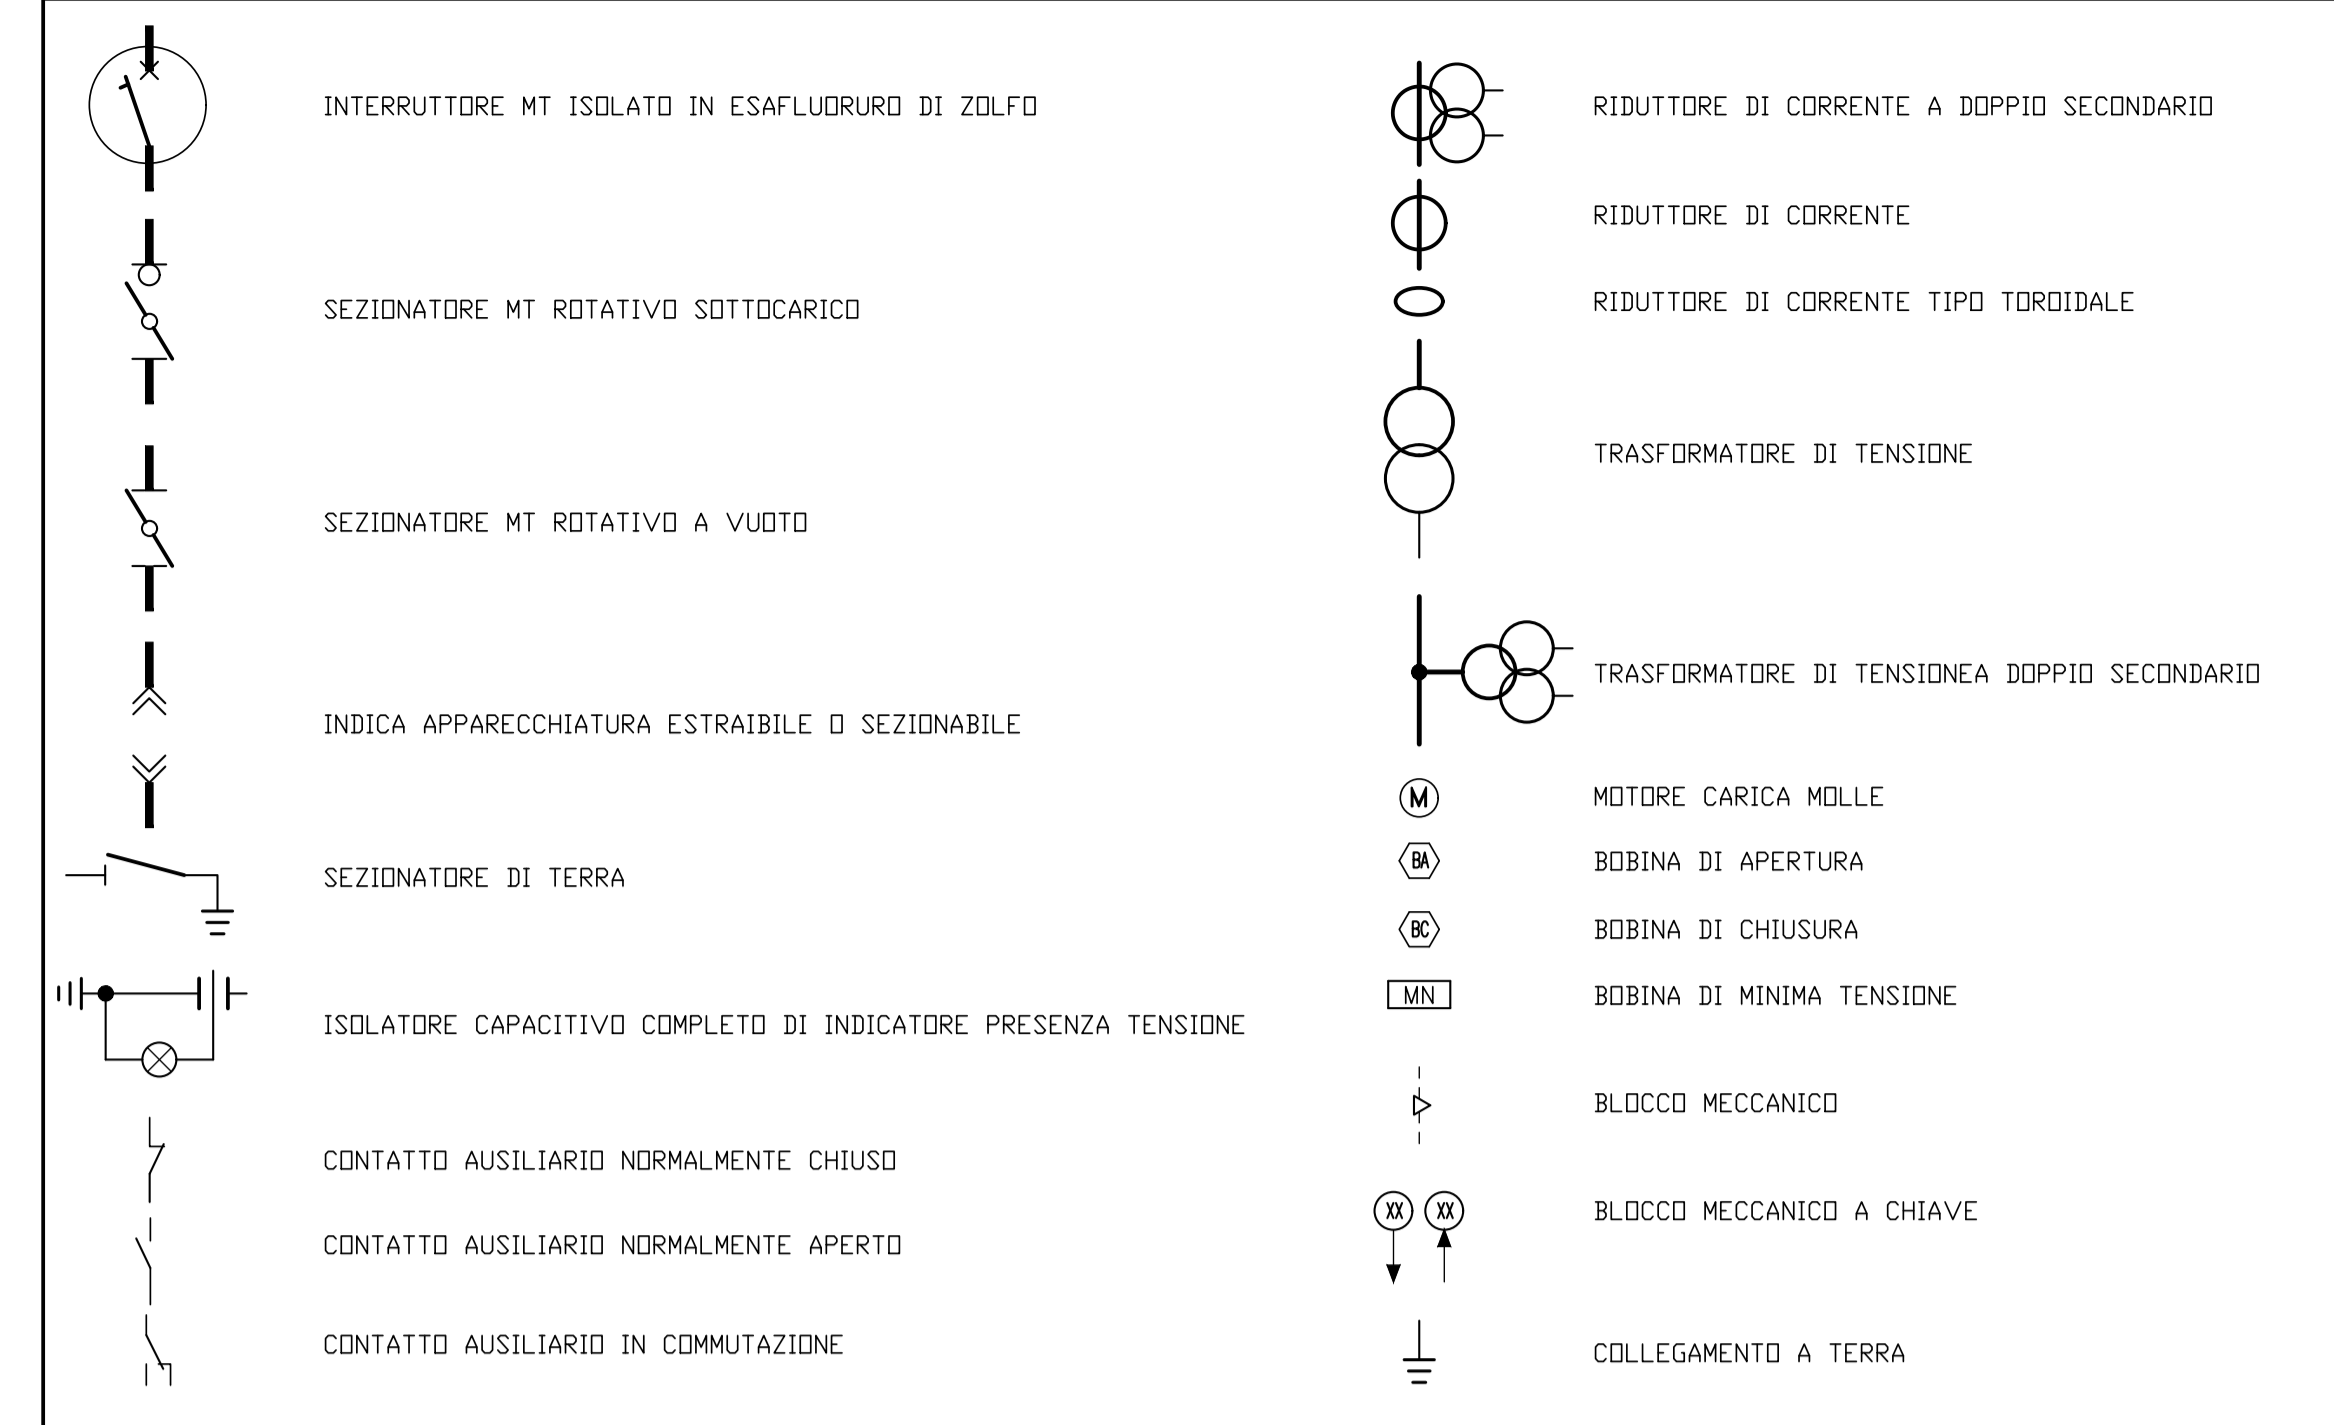 INTERRUTTORE MT ISOLATO IN ESAFLUORURO DI ZOLFO
SEZIONATORE MT ROTATIVO SOTTOCARICO
SEZIONATORE MT ROTATIVO A VUOTO
INDICA APPARECCHIATURA ESTRAIBILE O SEZIONABILE
SEZIONATORE DI TERRA
ISOLATORE CAPACITIVO COMPLETO DI INDICATORE PRESENZA TENSIONE
CONTATTO AUSILIARIO NORMALMENTE CHIUSO
CONTATTO AUSILIARIO NORMALMENTE APERTO
CONTATTO AUSILIARIO IN COMMUTAZIONE
RIDUTTORE DI CORRENTE A DOPPIO SECONDARIO
RIDUTTORE DI CORRENTE
RIDUTTORE DI CORRENTE TIPO TOROIDALE
TRASFORMATORE DI TENSIONE
TRASFORMATORE DI TENSIONEA DOPPIO SECONDARIO
M MOTORE CARICA MOLLE
BA BOBINA DI APERTURA
BC BOBINA DI CHIUSURA
MN BOBINA DI MINIMA TENSIONE
BLOCCO MECCANICO
XX XX BLOCCO MECCANICO A CHIAVE
COLLEGAMENTO A TERRA